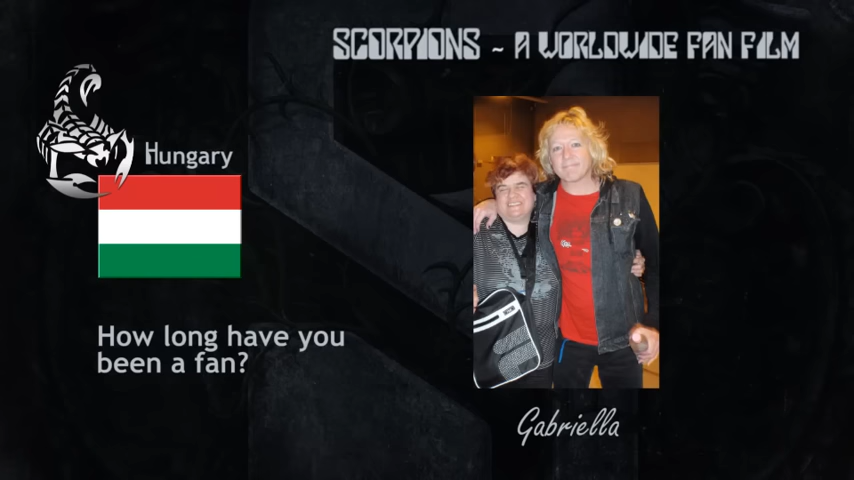 SCORPIONS ~ A WORLDWIDE FAN FILM
Hungary
How long have you
been a fan?
Gabriella